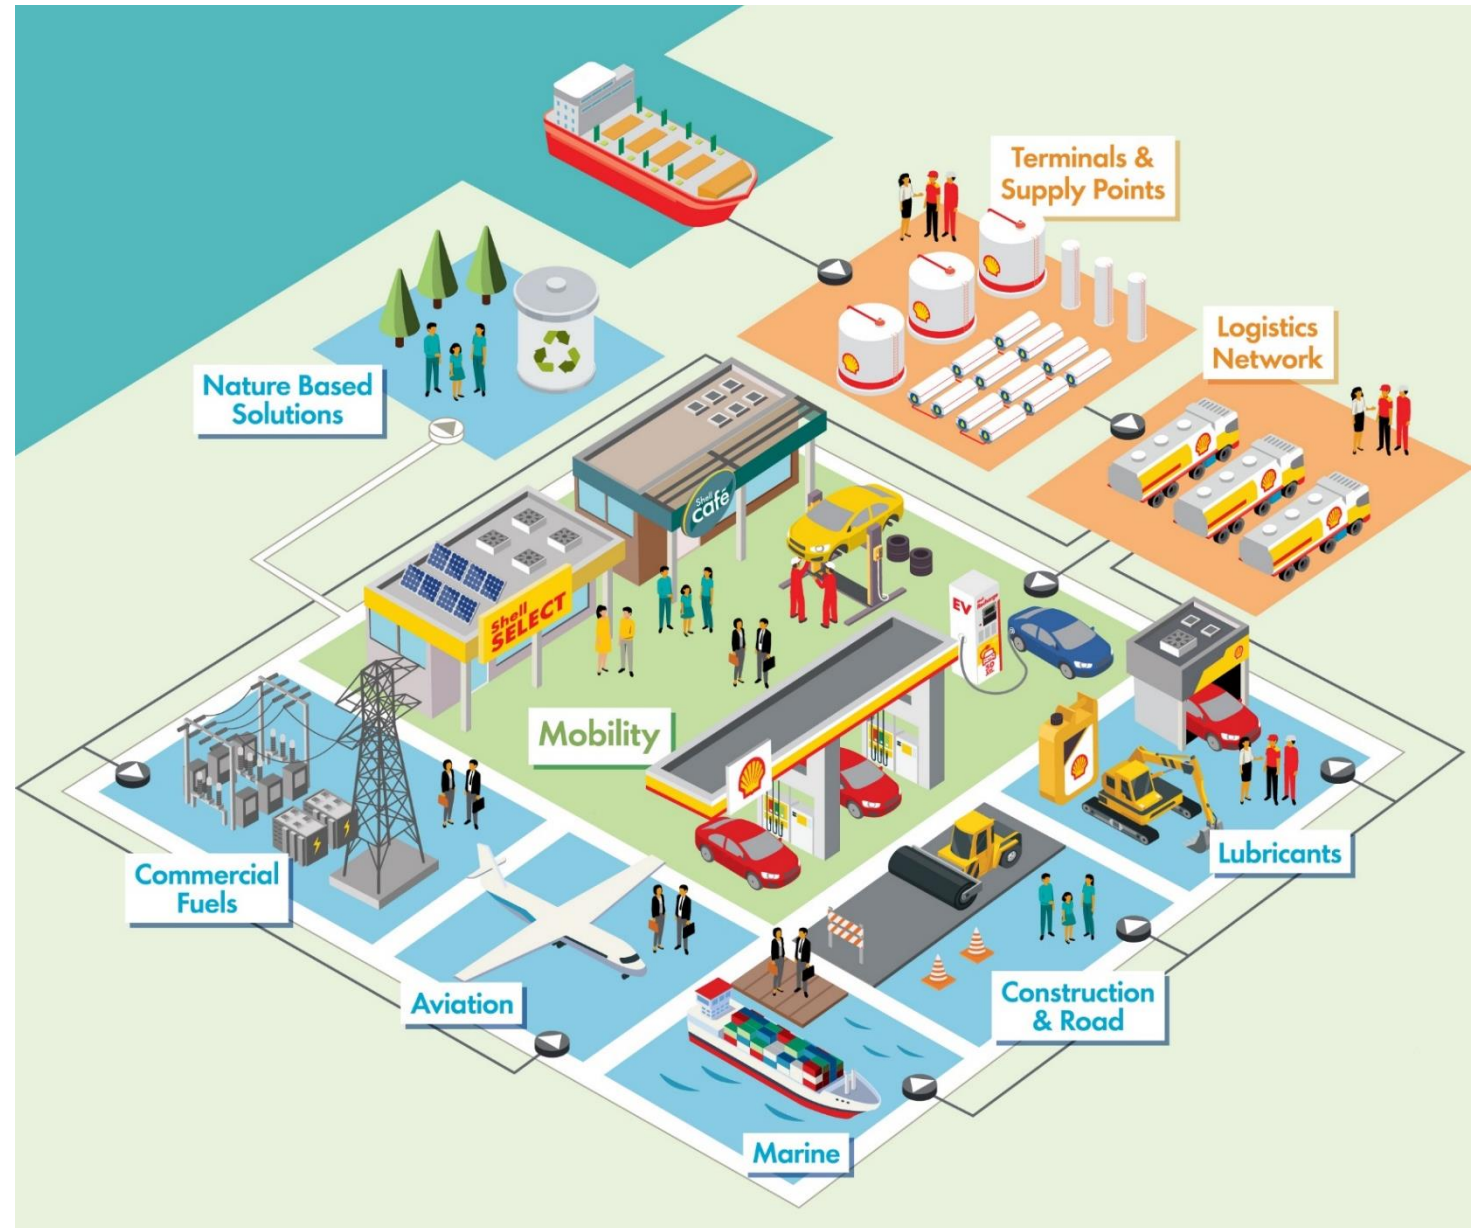 Terminals &
Supply Points
Logistics
Network
Nature Based
Solutions
Shell
café
Shell
SELECT
EV
Recharge
Mobility
Commercial
Fuels
Lubricants
Aviation
Construction
& Road
Marine